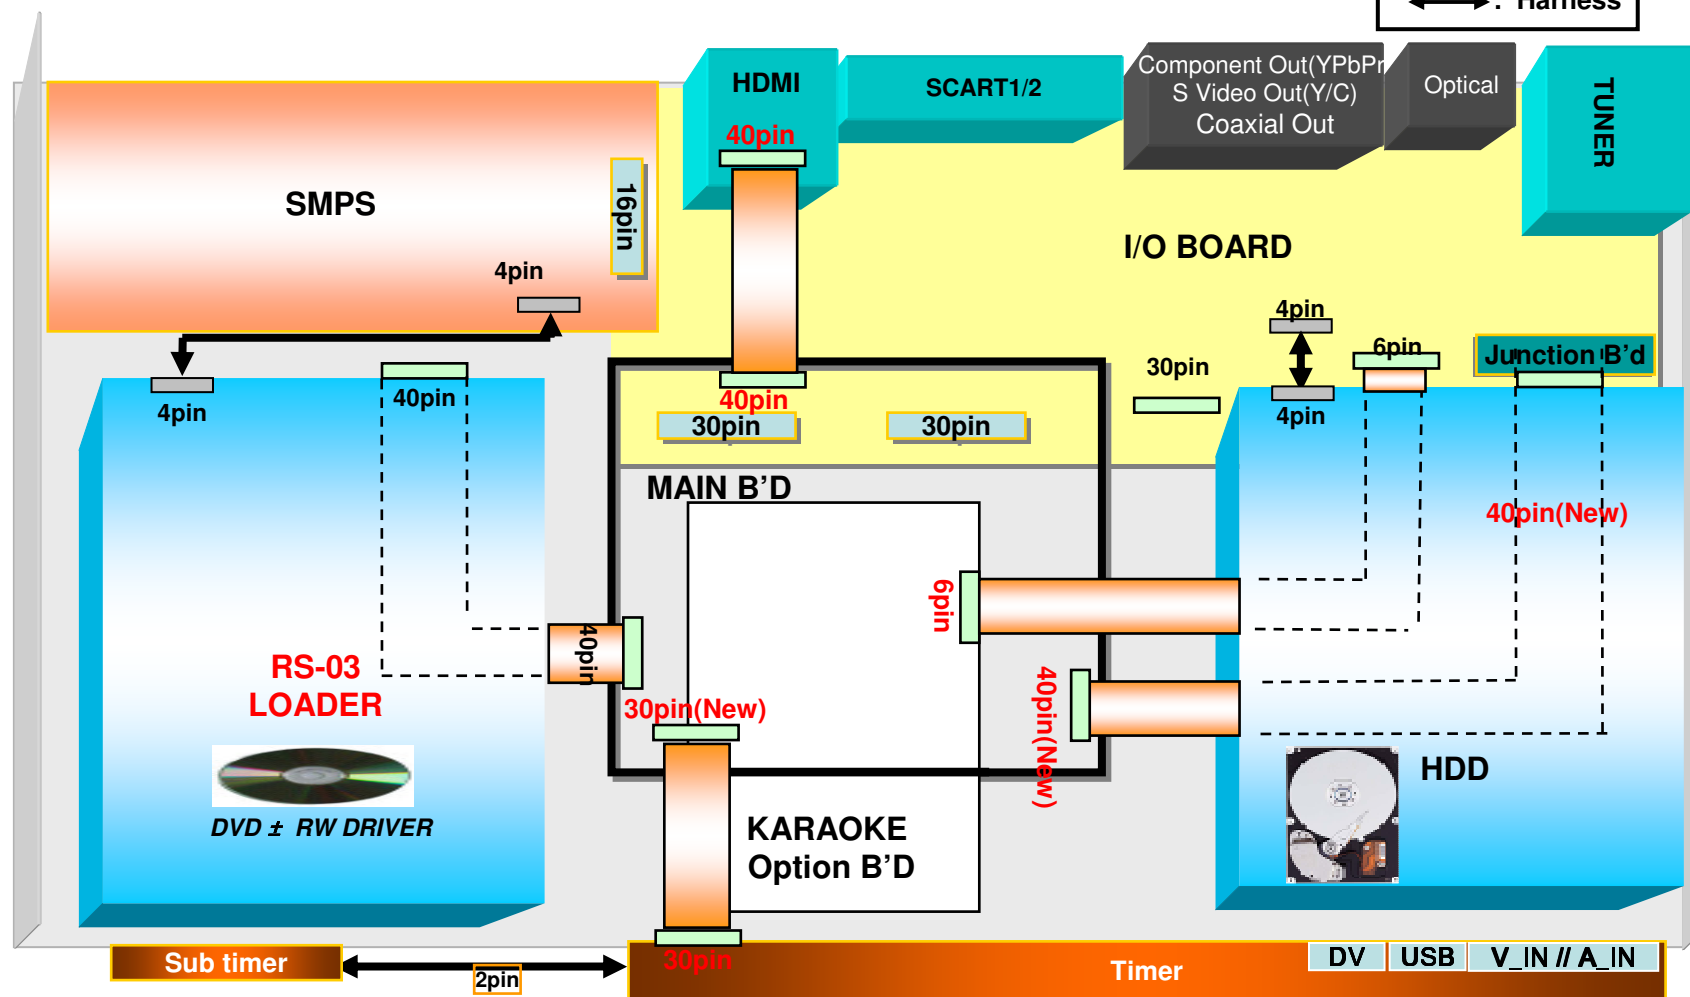 : Harness
HDMI
SCART1/2
Component Out(YPbPr
S Video Out(Y/C)
Coaxial Out
Optical
TUNER
40pin
SMPS
16pin
4pin
I/O BOARD
4pin
6pin
Junction B'd
30pin
4pin
40pin
40pin
4pin
30pin
30pin
MAIN B’D
40pin(New)
6pin
40pin
RS-03
LOADER
30pin(New)
40pin(New)
HDD
DVD ± RW DRIVER
KARAOKE
Option B’D
30pin
Sub timer
2pin
Timer
DV
USB
V_IN // A_IN